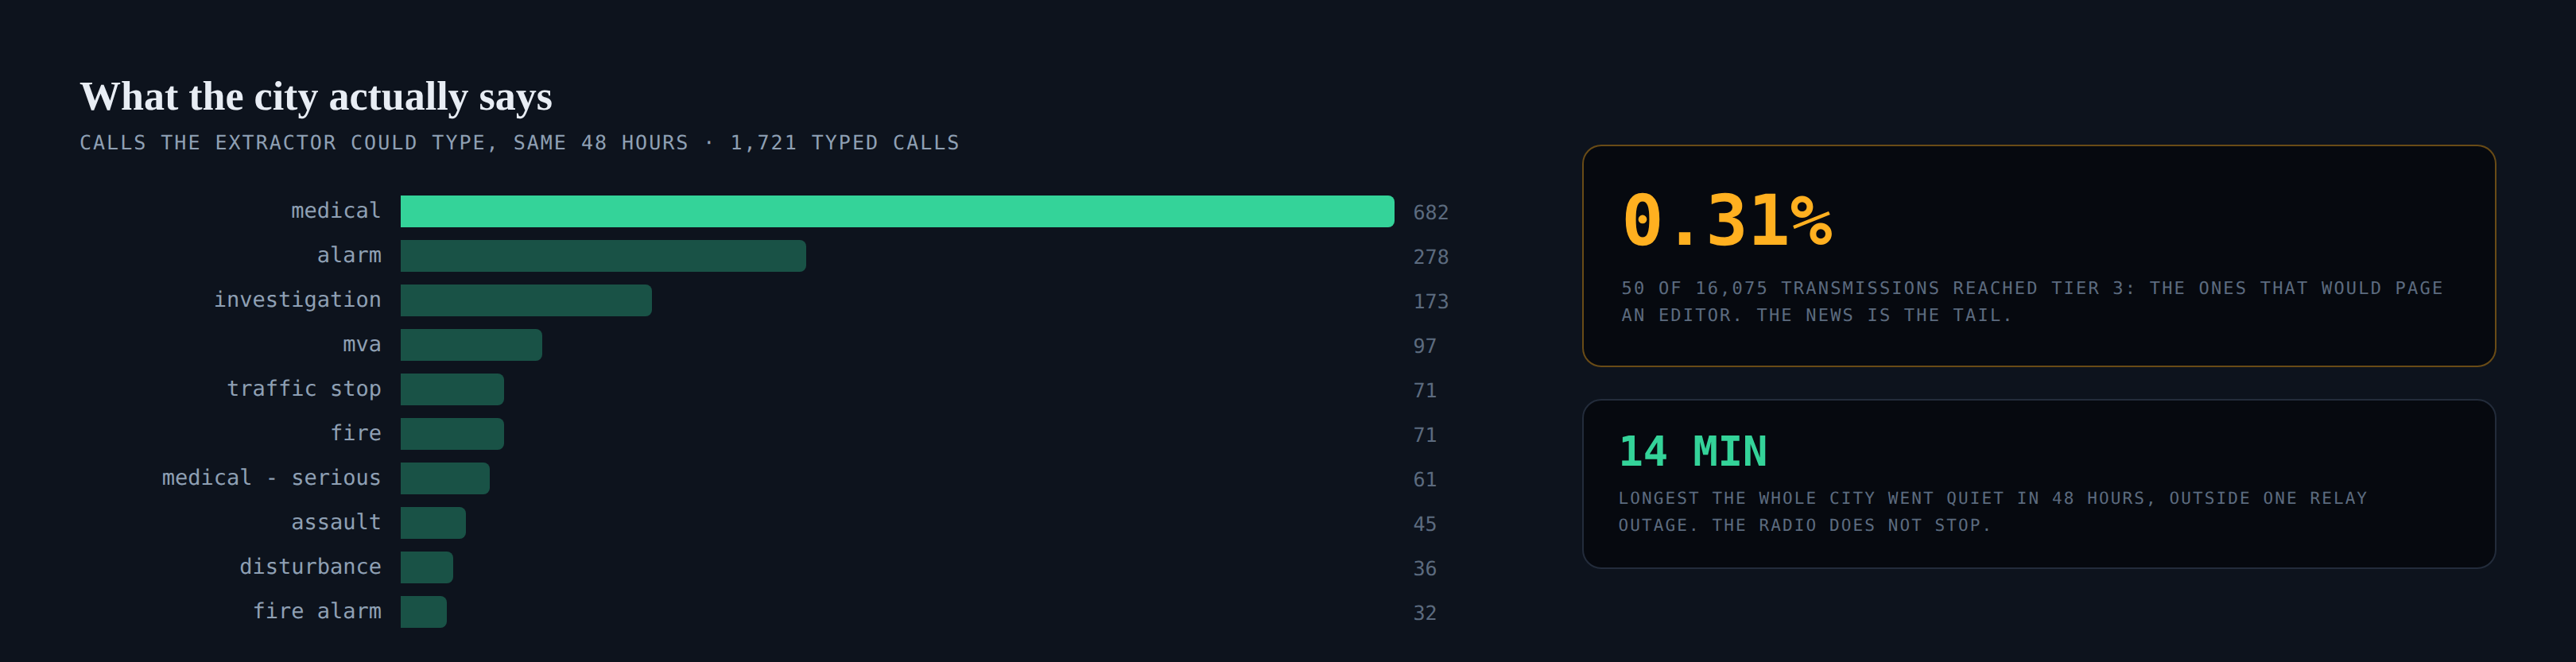 What the city actually says
CALLS THE EXTRACTOR COULD TYPE, SAME 48 HOURS · 1,721 TYPED CALLS
medical 682
alarm 278
investigation 173
mva 97
traffic stop 71
fire 71
medical - serious 61
assault 45
disturbance 36
fire alarm 32
0.31%
50 OF 16,075 TRANSMISSIONS REACHED TIER 3: THE ONES THAT WOULD PAGE
AN EDITOR. THE NEWS IS THE TAIL.
14 MIN
LONGEST THE WHOLE CITY WENT QUIET IN 48 HOURS, OUTSIDE ONE RELAY
OUTAGE. THE RADIO DOES NOT STOP.